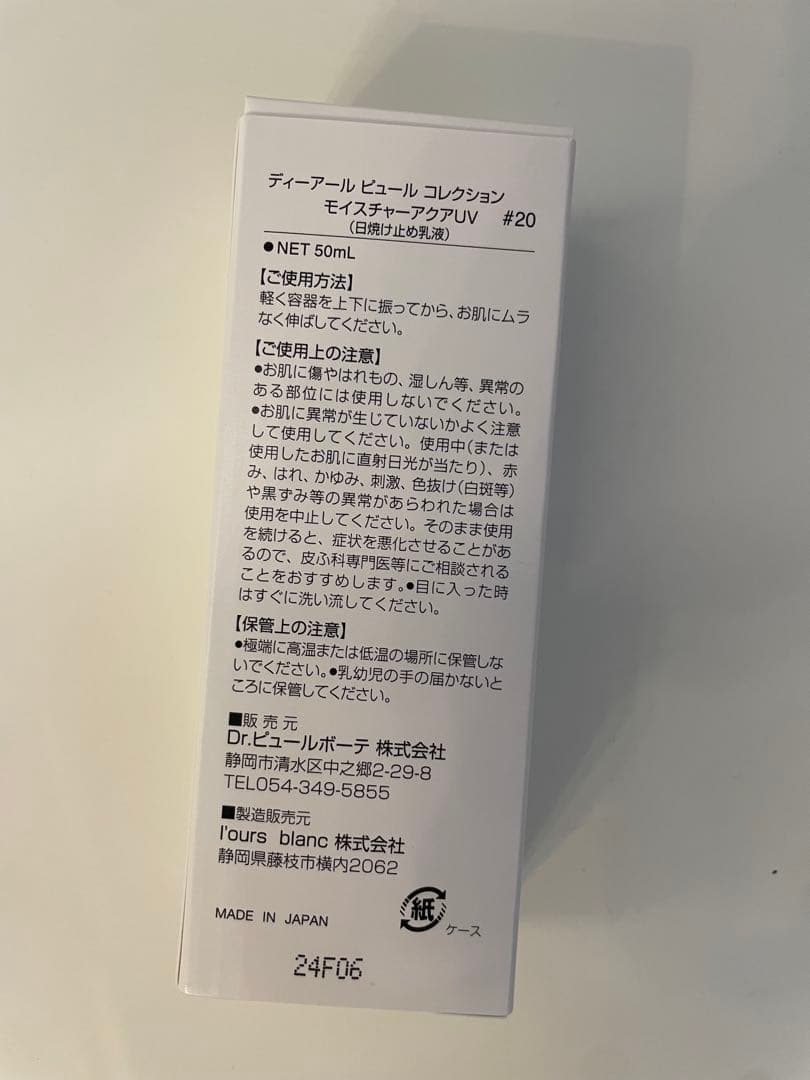 ディーアール ピュール コレクション
モイスチャーアクアUV #20
(日焼け止め乳液)
●NET 50mL
【ご使用方法】
軽く容器を上下に振ってから、お肌にムラ
なく伸ばしてください。
【ご使用上の注意】
●お肌に傷やはれもの、湿しん等、異常の
ある部位には使用しないでください。
●お肌に異常が生じていないかよく注意
して使用してください。使用中(または
使用したお肌に直射日光が当たり)、赤
み、はれ、かゆみ、刺激、色抜け(白斑等)
や黒ずみ等の異常があらわれた場合は
使用を中止してください。そのまま使用
を続けると、症状を悪化させることがあ
るので、皮ふ科専門医等にご相談される
ことをおすすめします。●目に入った時
はすぐに洗い流してください。
【保管上の注意】
●極端に高温または低温の場所に保管しな
いでください。●乳幼児の手の届かないと
ころに保管してください。
■販売元
Dr.ピュールボーテ 株式会社
静岡市清水区中之郷2-29-8
TEL054-349-5855
■製造販売元
l'ours blanc 株式会社
静岡県藤枝市横内2062
紙
ケース
MADE IN JAPAN
24F06